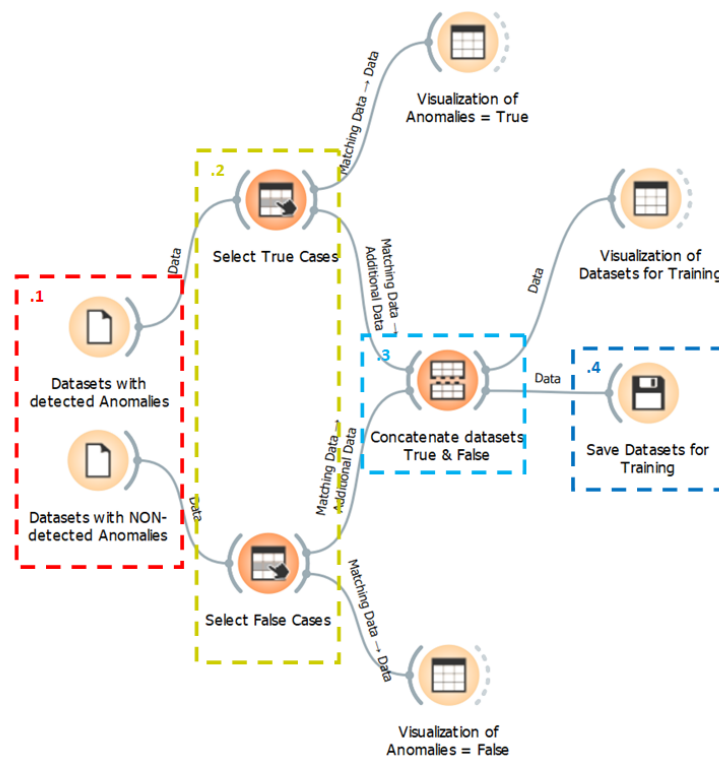 Visualization of
Anomalies = True
Matching Data → Data
.2
Select True Cases
Data
Matching Data →
Additional Data
Visualization of
Datasets for Training
Data
.1
Datasets with
detected Anomalies
.3
Concatenate datasets
True & False
Data
.4
Save Datasets for
Training
Datasets with NON-
detected Anomalies
Data
Matching Data →
Additional Data
Select False Cases
Matching Data → Data
Visualization of
Anomalies = False